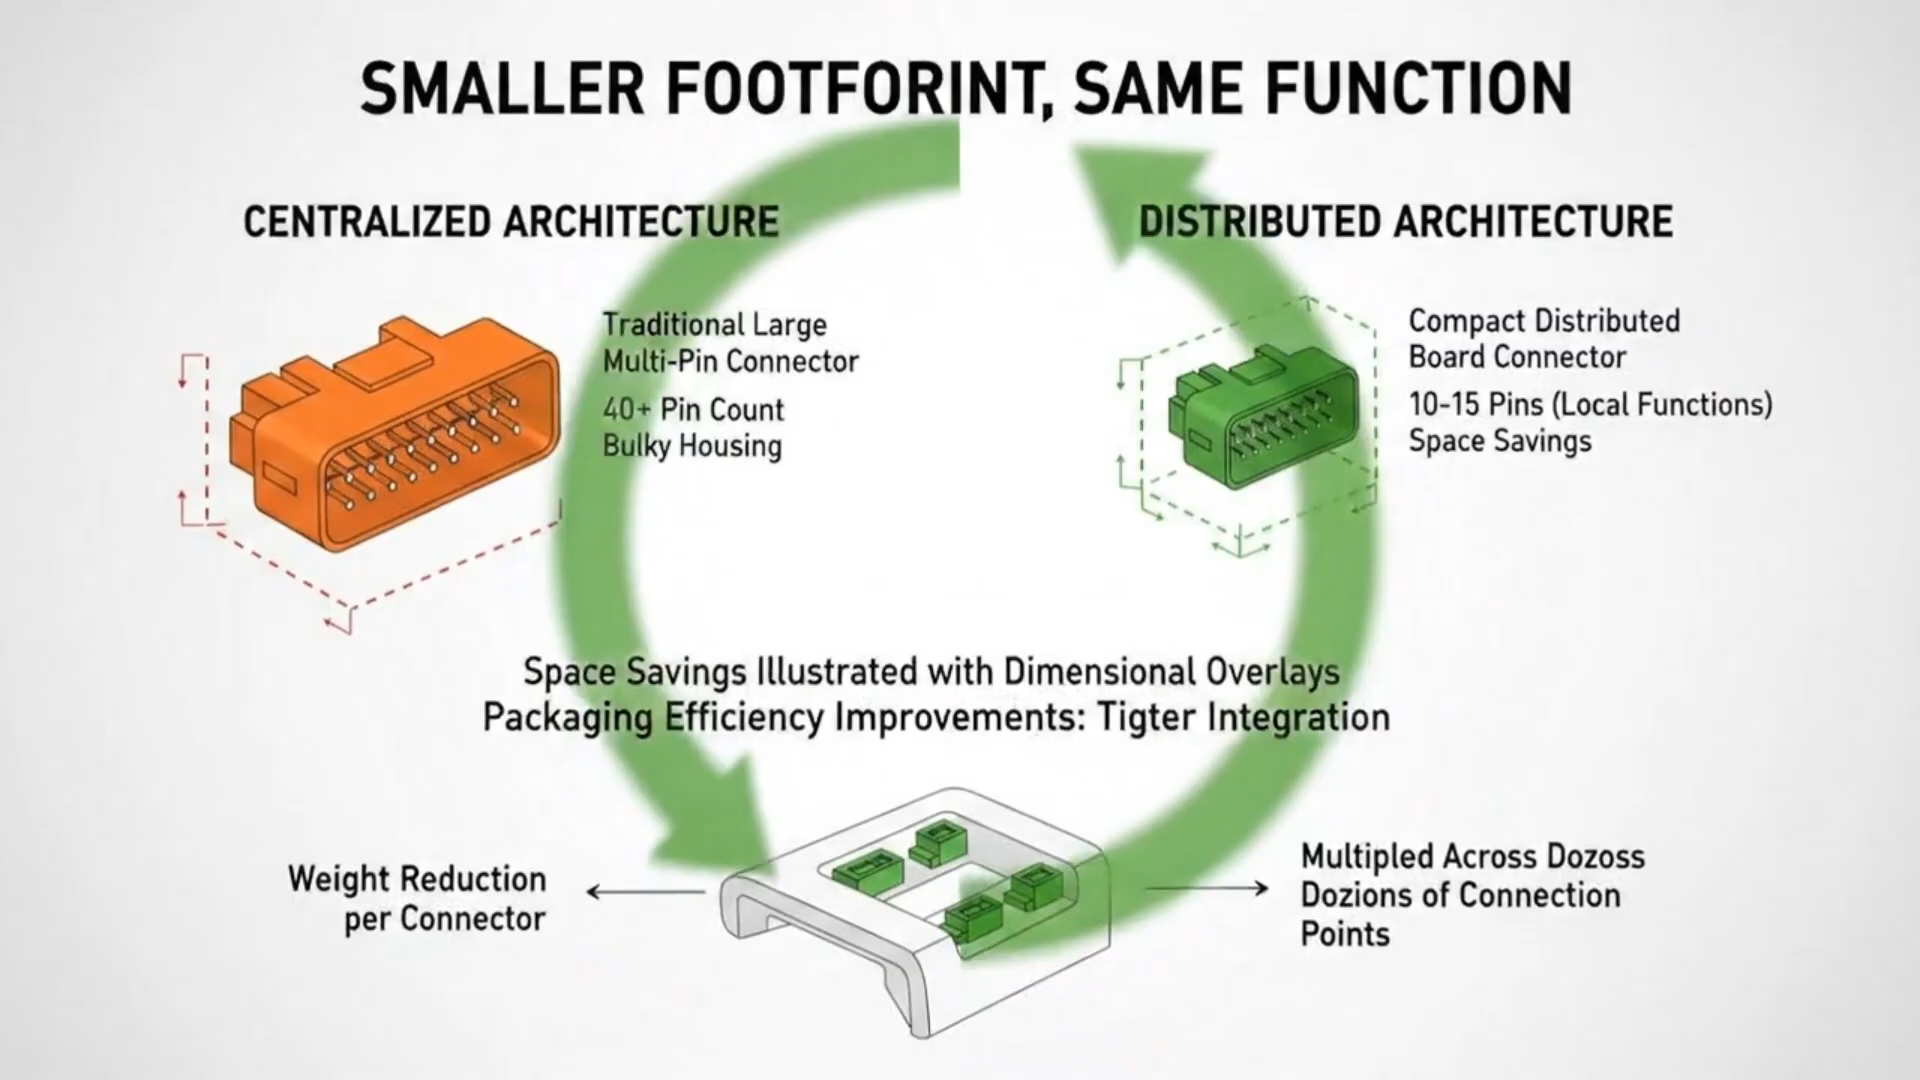 SMALLER FOOTFORINT, SAME FUNCTION
CENTRALIZED ARCHITECTURE
Traditional Large
Multi-Pin Connector
40+ Pin Count
Bulky Housing
DISTRIBUTED ARCHITECTURE
Compact Distributed
Board Connector
10-15 Pins (Local Functions)
Space Savings
Space Savings Illustrated with Dimensional Overlays
Packaging Efficiency Improvements: Tigter Integration
Weight Reduction
per Connector
Multipled Across Dozoss
Dozions of Connection
Points